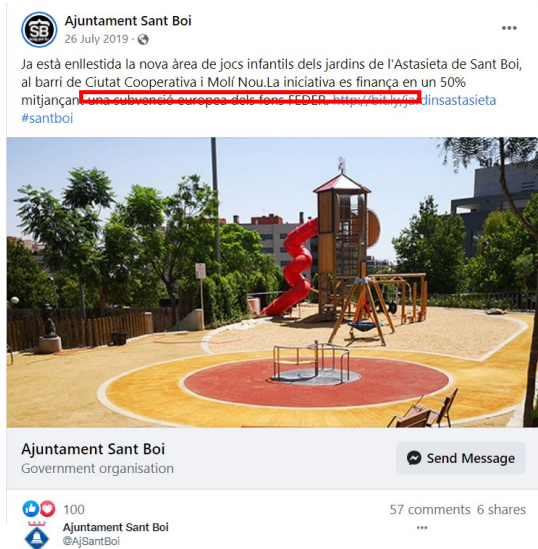 Ajuntament Sant Boi
26 July 2019 ·
Ja està enllestida la nova àrea de jocs infantils dels jardins de l'Astasieta de Sant Boi,
al barri de Ciutat Cooperativa i Molí Nou.La iniciativa es finança en un 50%
mitjançant una subvenció europea dels fons FEDER. http://bit.ly/jardinsastasieta
#santboi
Ajuntament Sant Boi
Government organisation
Send Message
100
57 comments 6 shares
Ajuntament Sant Boi
@AjSantBoi